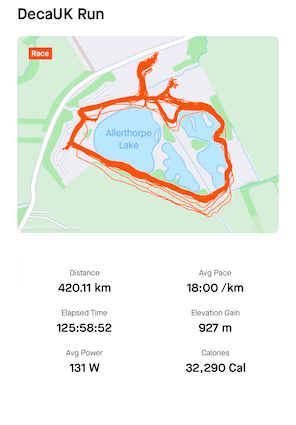 DecaUK Run
Race
Allerthorpe
Lake
Distance
420.11 km
Avg Pace
18:00 /km
Elapsed Time
125:58:52
Elevation Gain
927 m
Avg Power
131 W
Calories
32,290 Cal